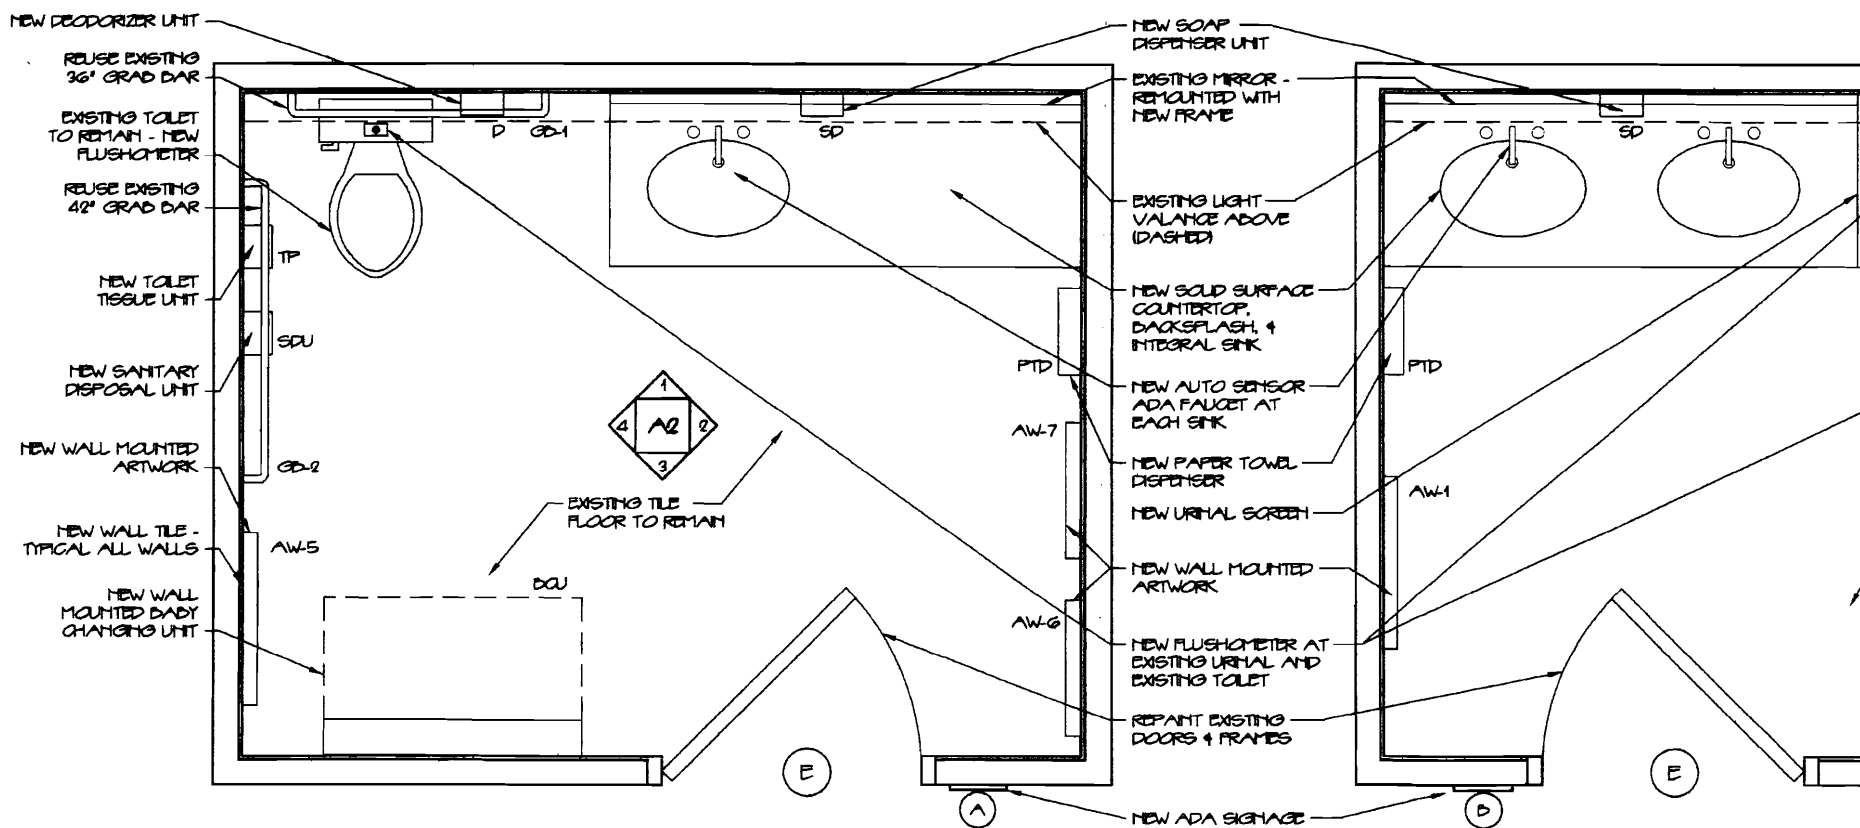 NEW DEODORIZER UNIT
REUSE EXISTING
36" GRAB BAR
EXISTING TOILET
TO REMAIN - NEW
FLUSHOMETER
REUSE EXISTING
42" GRAB BAR
NEW TOILET
TISSUE UNIT
NEW SANITARY
DISPOSAL UNIT
NEW WALL MOUNTED
ARTWORK
NEW WALL TILE -
TYPICAL ALL WALLS
NEW WALL
MOUNTED BABY
CHANGING UNIT
D
GB-1
TP
SDU
GB-2
AW-5
BCU
SD
PTD
AW-7
AW-6
1
4
A2
2
3
EXISTING TILE
FLOOR TO REMAIN
E
A
NEW SOAP
DISPENSER UNIT
EXISTING MIRROR -
REMOUNTED WITH
NEW FRAME
EXISTING LIGHT
VALANCE ABOVE
(DASHED)
NEW SOLID SURFACE
COUNTERTOP,
BACKSPLASH, &
INTEGRAL SINK
NEW AUTO SENSOR
ADA FAUCET AT
EACH SINK
NEW PAPER TOWEL
DISPENSER
NEW URINAL SCREEN
NEW WALL MOUNTED
ARTWORK
NEW FLUSHOMETER AT
EXISTING URINAL AND
EXISTING TOILET
REPAINT EXISTING
DOORS & FRAMES
NEW ADA SIGNAGE
SD
PTD
AW-1
E
B